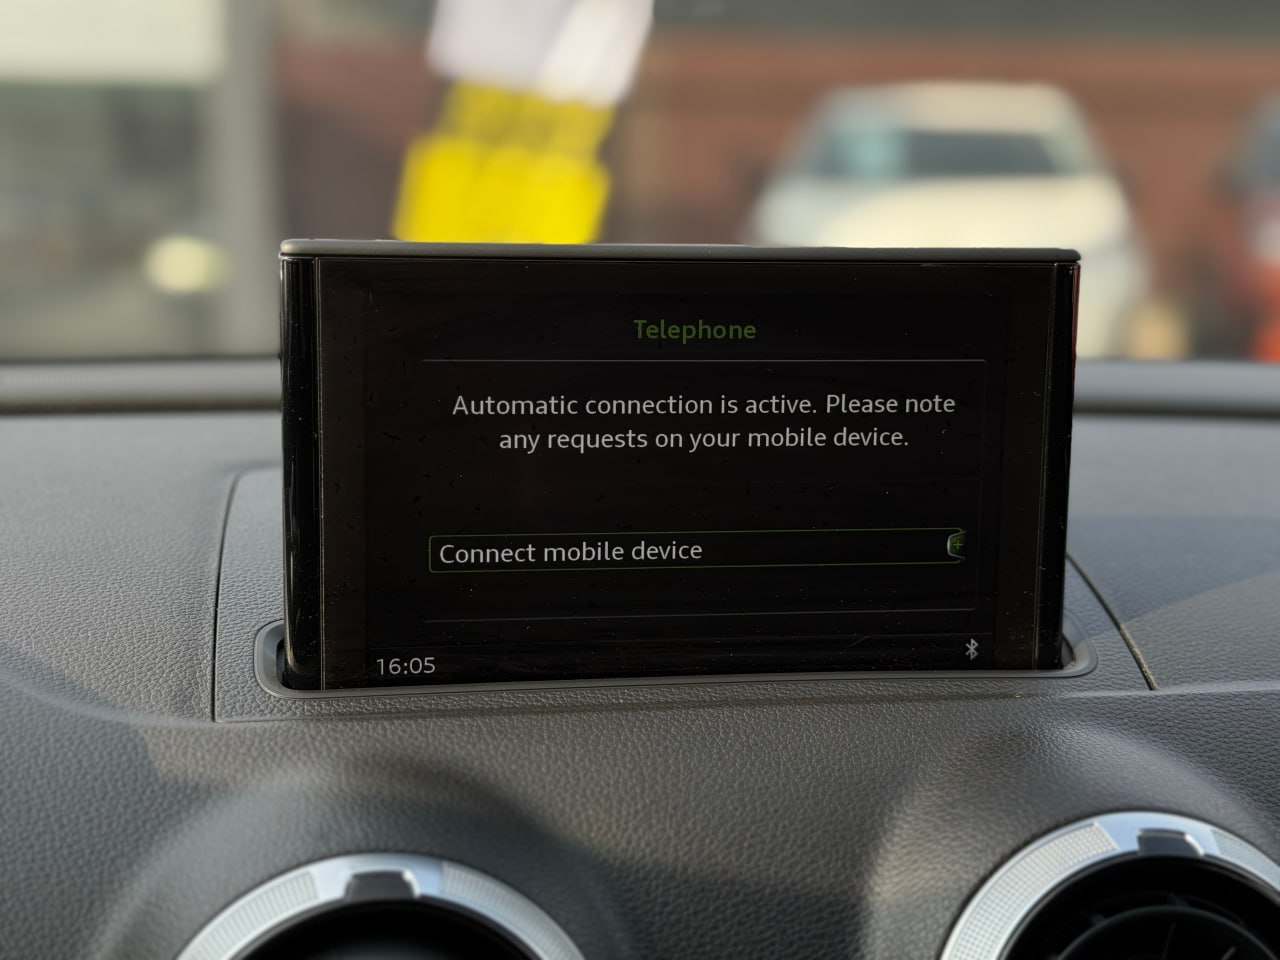 Telephone
Automatic connection is active. Please note
any requests on your mobile device.
Connect mobile device
16:05